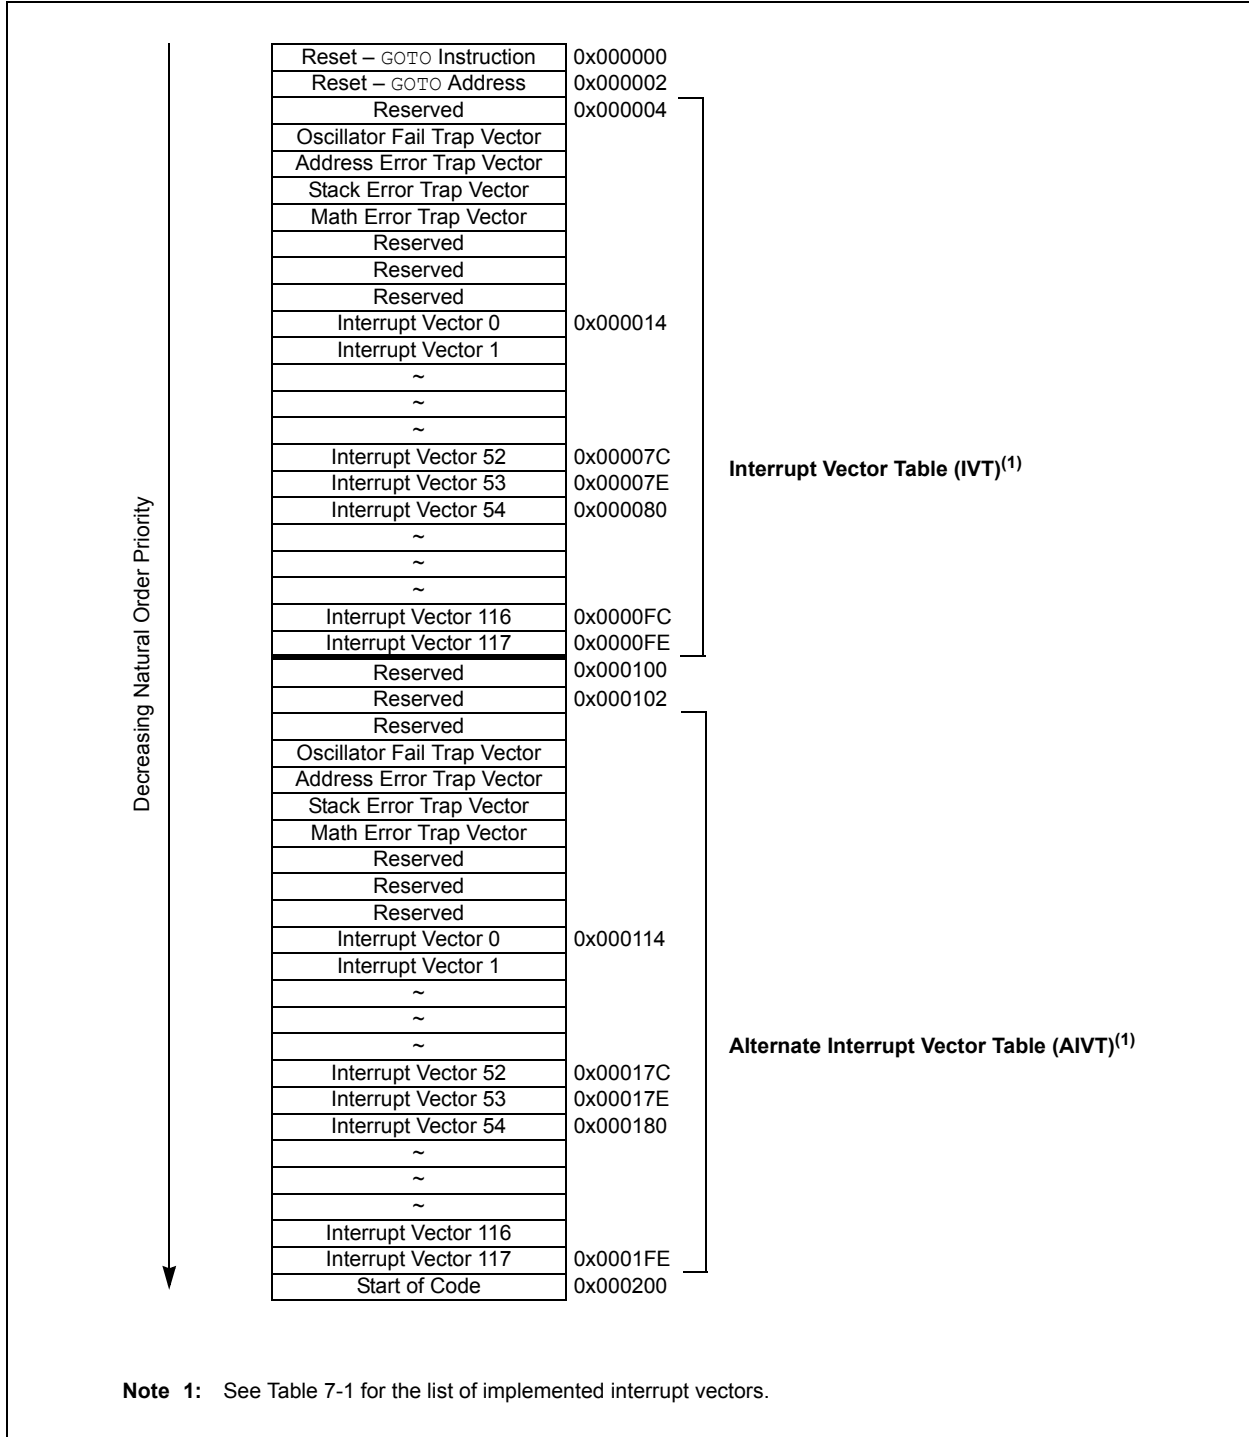 Reset – GOTO Instruction 0x000000
Reset – GOTO Address 0x000002
Reserved 0x000004
Oscillator Fail Trap Vector
Address Error Trap Vector
Stack Error Trap Vector
Math Error Trap Vector
Reserved
Reserved
Reserved
Interrupt Vector 0 0x000014
Interrupt Vector 1
~
~
~
Interrupt Vector 52 0x00007C
Interrupt Vector Table (IVT)(1)
Interrupt Vector 53 0x00007E
Interrupt Vector 54 0x000080
~
~
~
Decreasing Natural Order Priority
Interrupt Vector 116 0x0000FC
Interrupt Vector 117 0x0000FE
Reserved 0x000100
Reserved 0x000102
Reserved
Oscillator Fail Trap Vector
Address Error Trap Vector
Stack Error Trap Vector
Math Error Trap Vector
Reserved
Reserved
Reserved
Interrupt Vector 0 0x000114
Interrupt Vector 1
~
~
~
Alternate Interrupt Vector Table (AIVT)(1)
Interrupt Vector 52 0x00017C
Interrupt Vector 53 0x00017E
Interrupt Vector 54 0x000180
~
~
~
Interrupt Vector 116
Interrupt Vector 117 0x0001FE
Start of Code 0x000200
Note 1: See Table 7-1 for the list of implemented interrupt vectors.